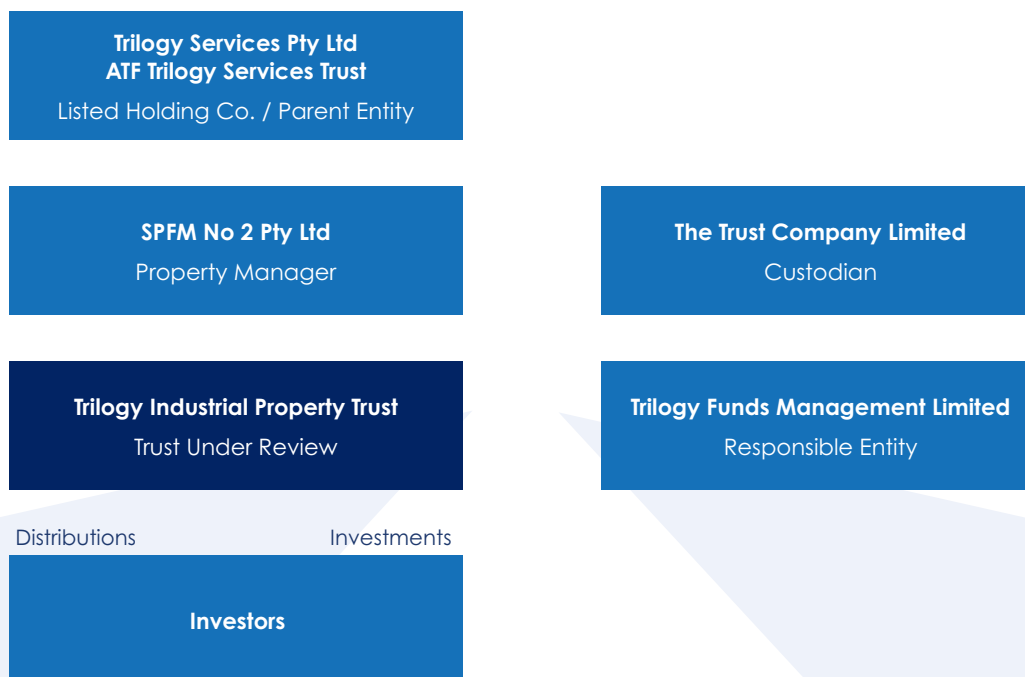 Trilogy Services Pty Ltd
ATF Trilogy Services Trust
Listed Holding Co. / Parent Entity
SPFM No 2 Pty Ltd
Property Manager
The Trust Company Limited
Custodian
Trilogy Industrial Property Trust
Trust Under Review
Trilogy Funds Management Limited
Responsible Entity
Distributions
Investments
Investors